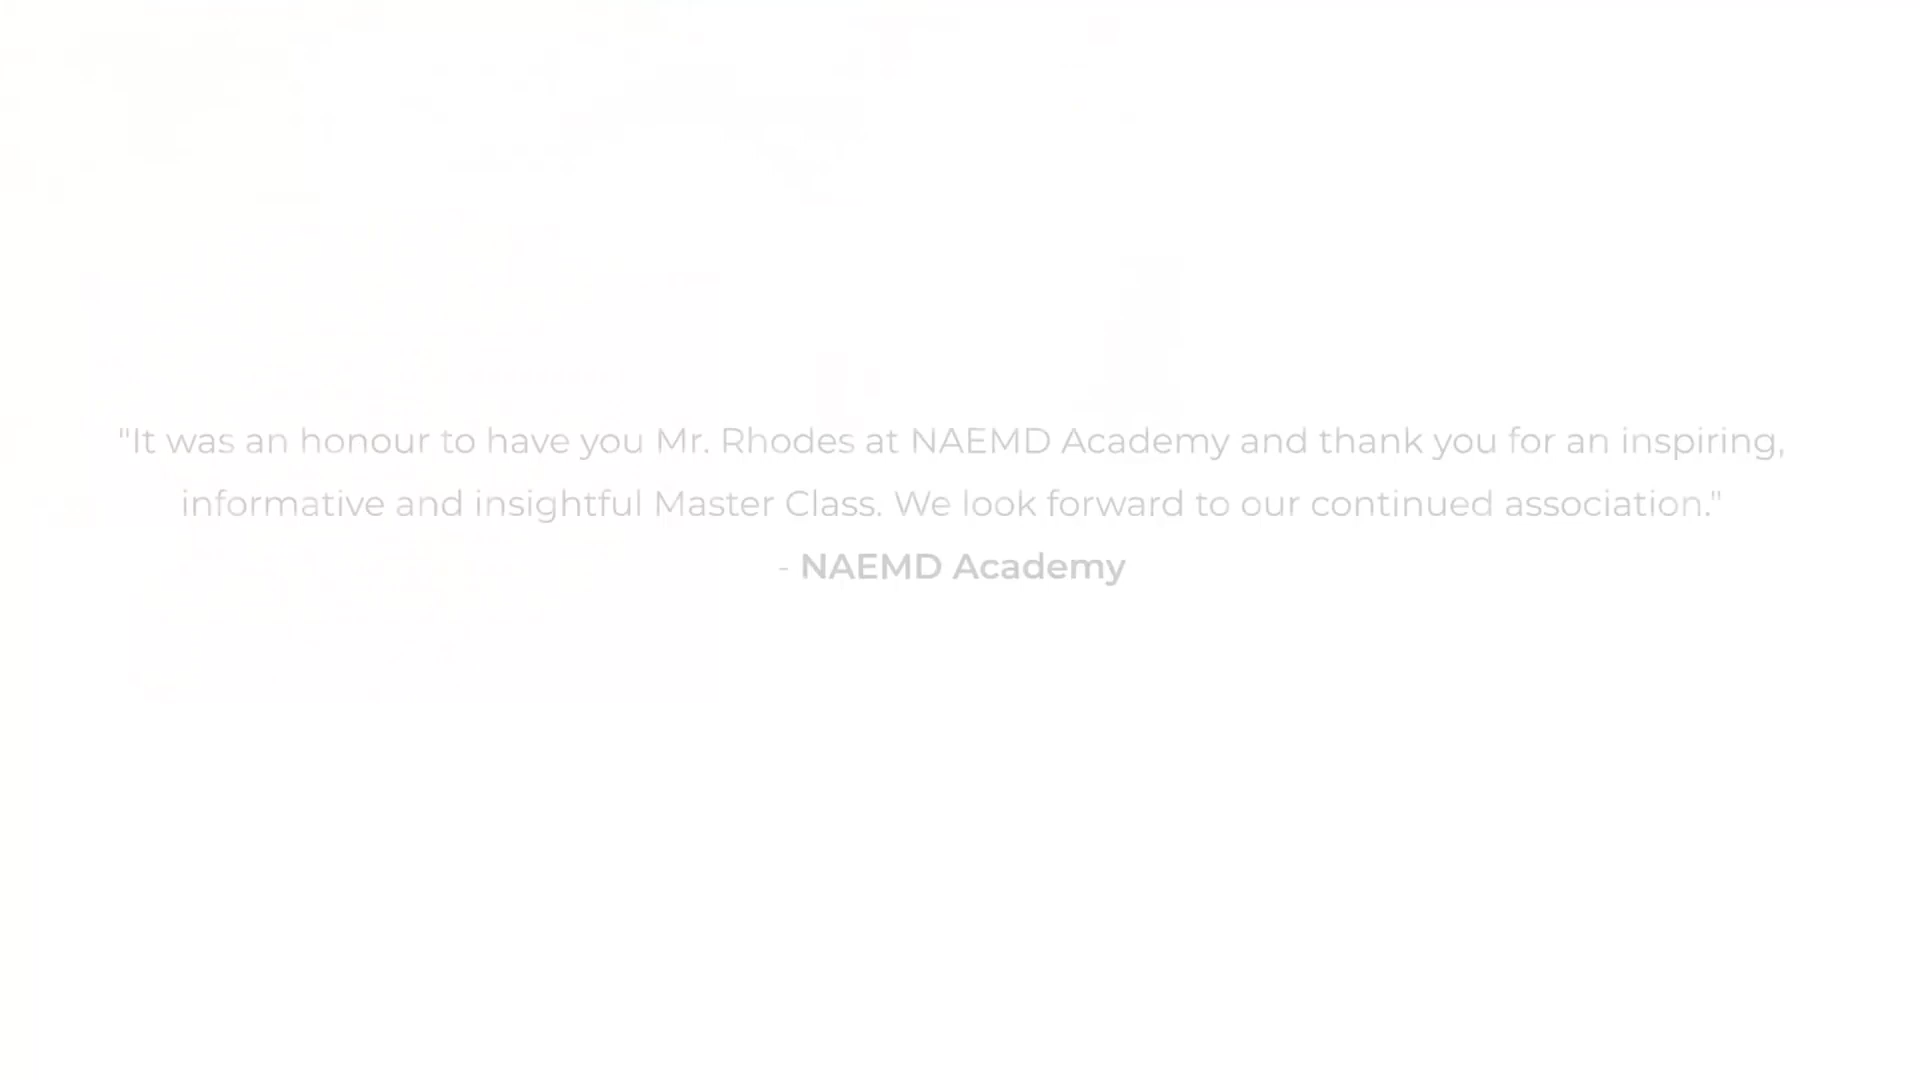 "It was an honour to have you Mr. Rhodes at NAEMD Academy and thank you for an inspiring,
informative and insightful Master Class. We look forward to our continued association."
- NAEMD Academy